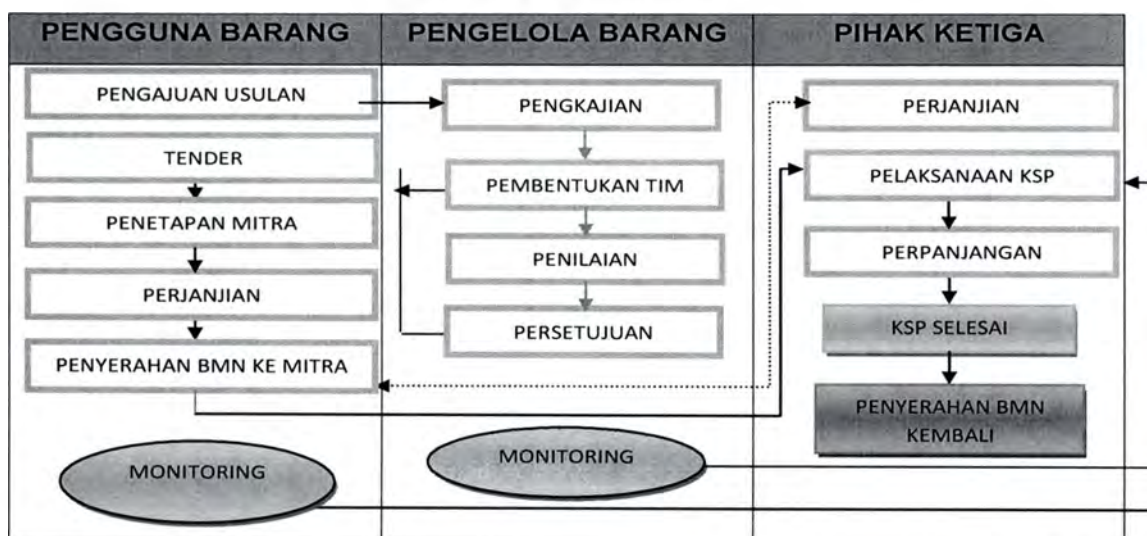 PENGGUNA BARANG
PENGELOLA BARANG
PIHAK KETIGA
PENGAJUAN USULAN
TENDER
PENETAPAN MITRA
PERJANJIAN
PENYERAHAN BMN KE MITRA
MONITORING
PENGKAJIAN
PEMBENTUKAN TIM
PENILAIAN
PERSETUJUAN
MONITORING
PERJANJIAN
PELAKSANAAN KSP
PERPANJANGAN
KSP SELESAI
PENYERAHAN BMN
KEMBALI